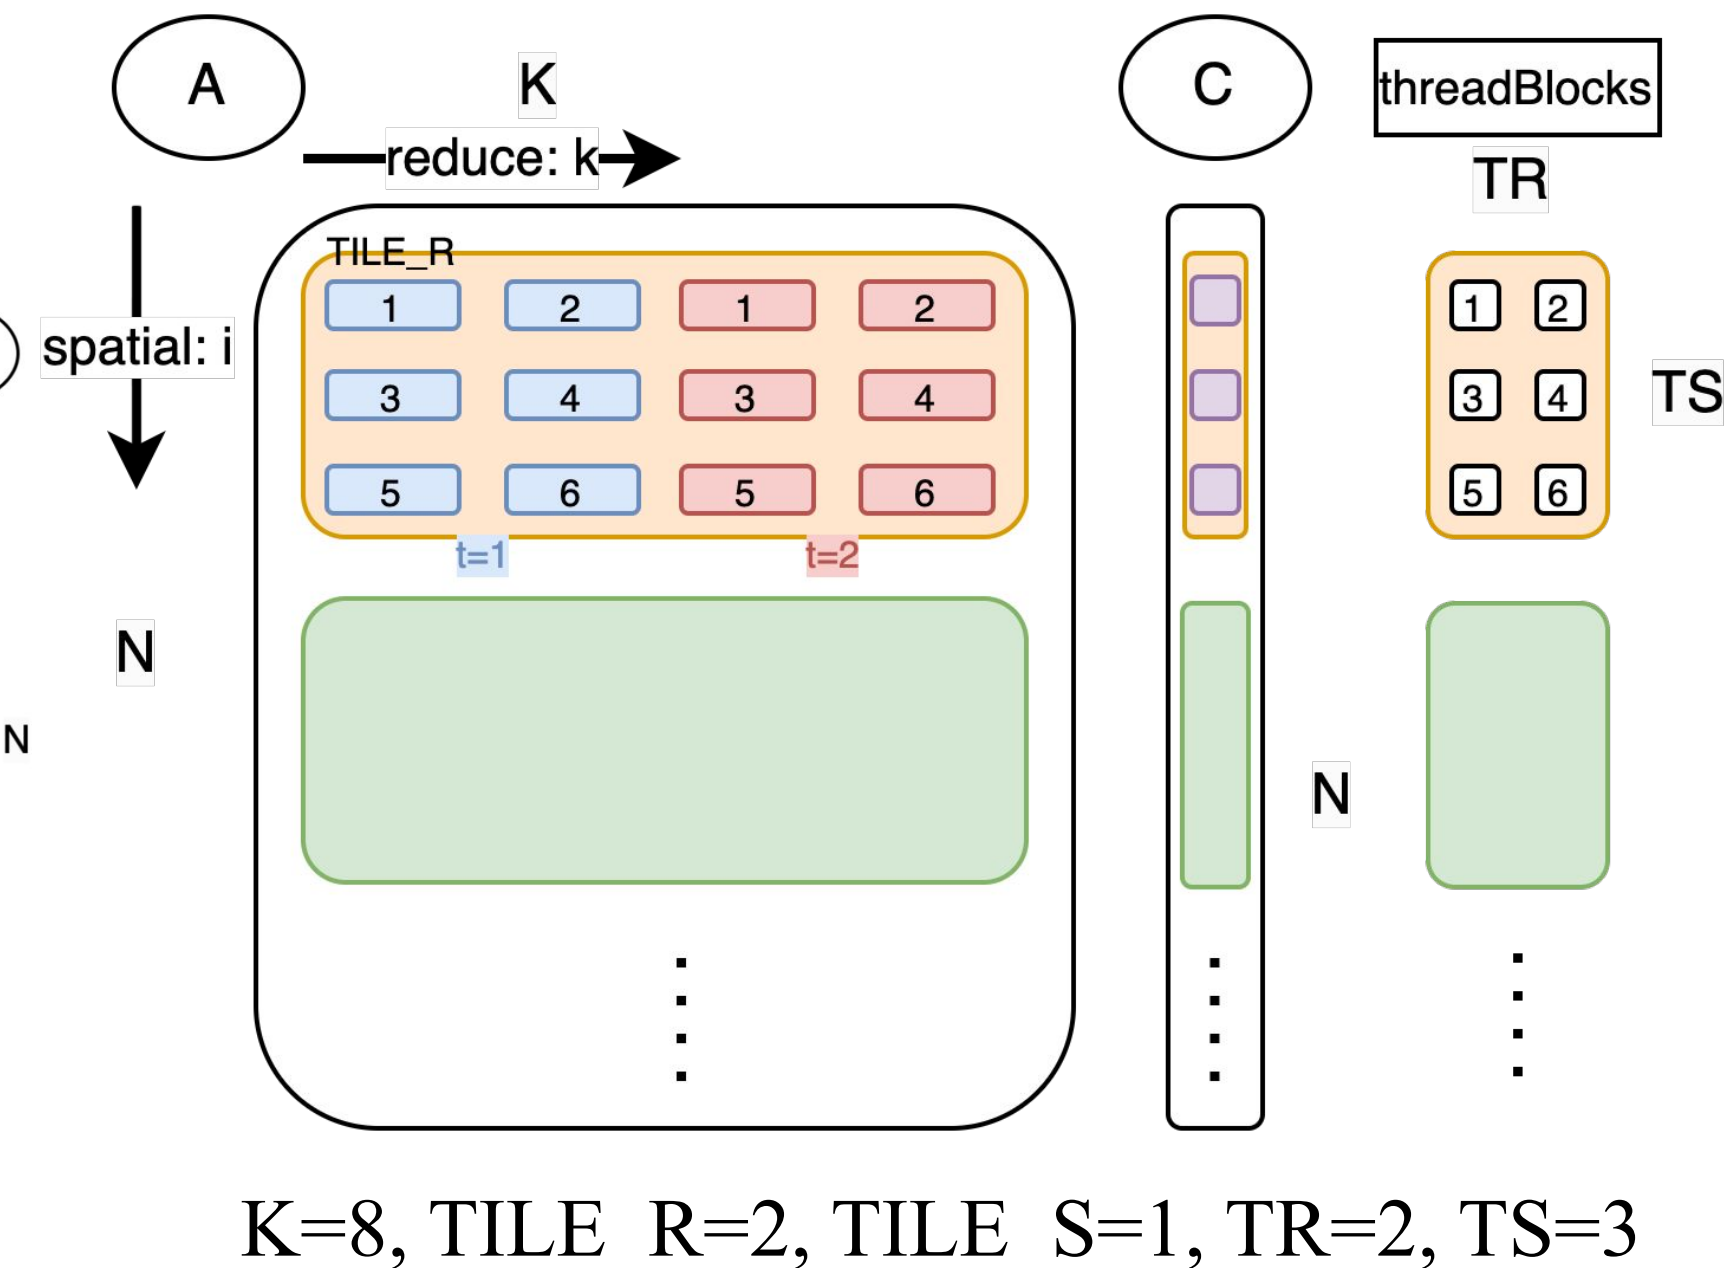 A
K
C
threadBlocks
reduce: k
TR
TILE_R
1 2 1 2
1 2
spatial: i
3 4 3 4
3 4
TS
5 6 5 6
5 6
t=1 t=2
N
N
N
K=8, TILE_R=2, TILE_S=1, TR=2, TS=3